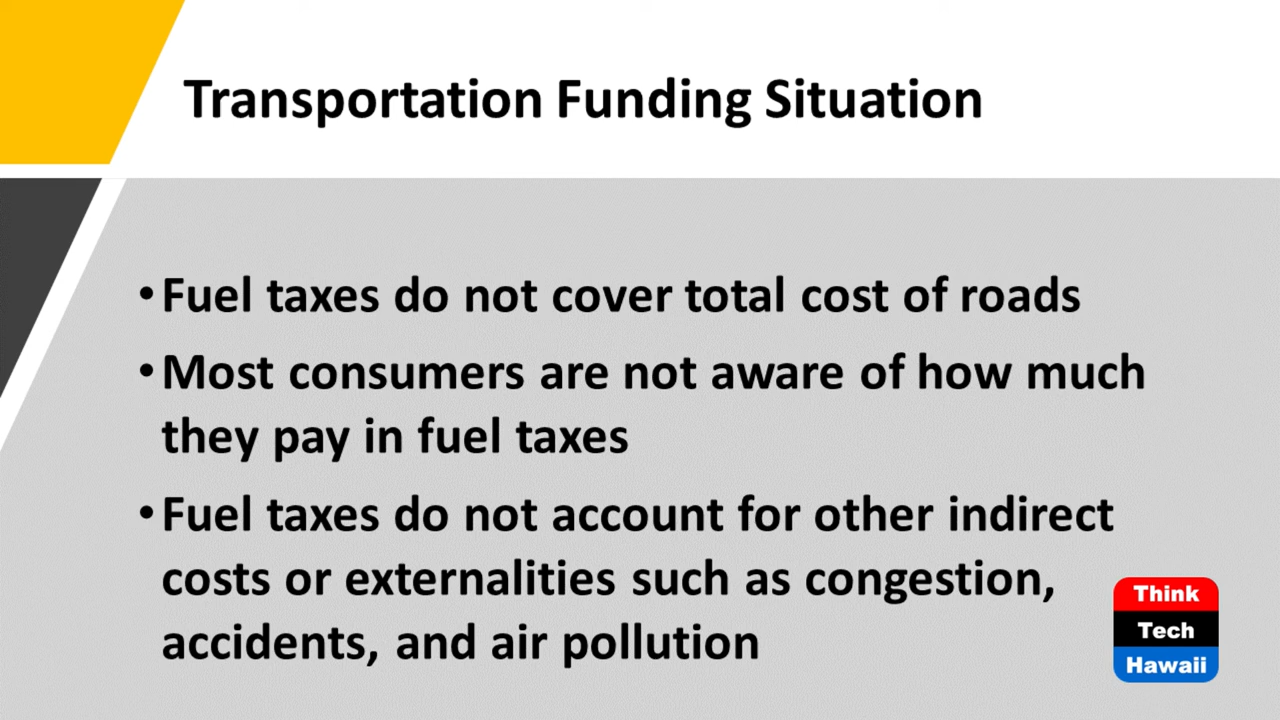 Transportation Funding Situation
•Fuel taxes do not cover total cost of roads
•Most consumers are not aware of how much
they pay in fuel taxes
•Fuel taxes do not account for other indirect
costs or externalities such as congestion,
accidents, and air pollution
Think
Tech
Hawaii